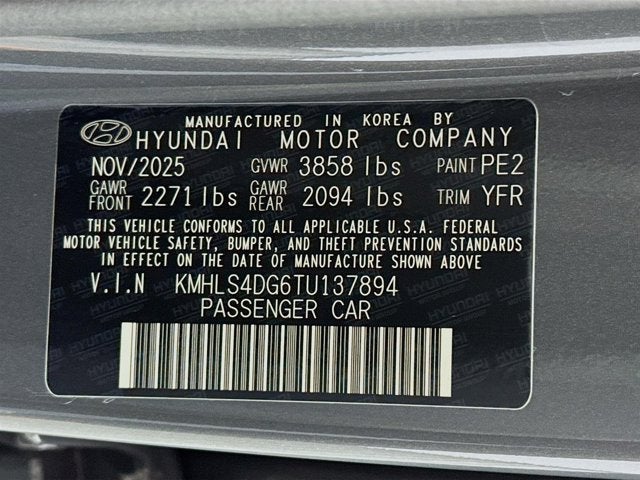 MANUFACTURED IN KOREA BY
HYUNDAI MOTOR COMPANY
NOV/2025 GVWR 3858 lbs PAINT PE2
GAWR FRONT 2271 lbs GAWR REAR 2094 lbs TRIM YFR
THIS VEHICLE CONFORMS TO ALL APPLICABLE U.S.A. FEDERAL
MOTOR VEHICLE SAFETY, BUMPER, AND THEFT PREVENTION STANDARDS
IN EFFECT ON THE DATE OF MANUFACTURE SHOWN ABOVE
V.I.N KMHLS4DG6TU137894
PASSENGER CAR